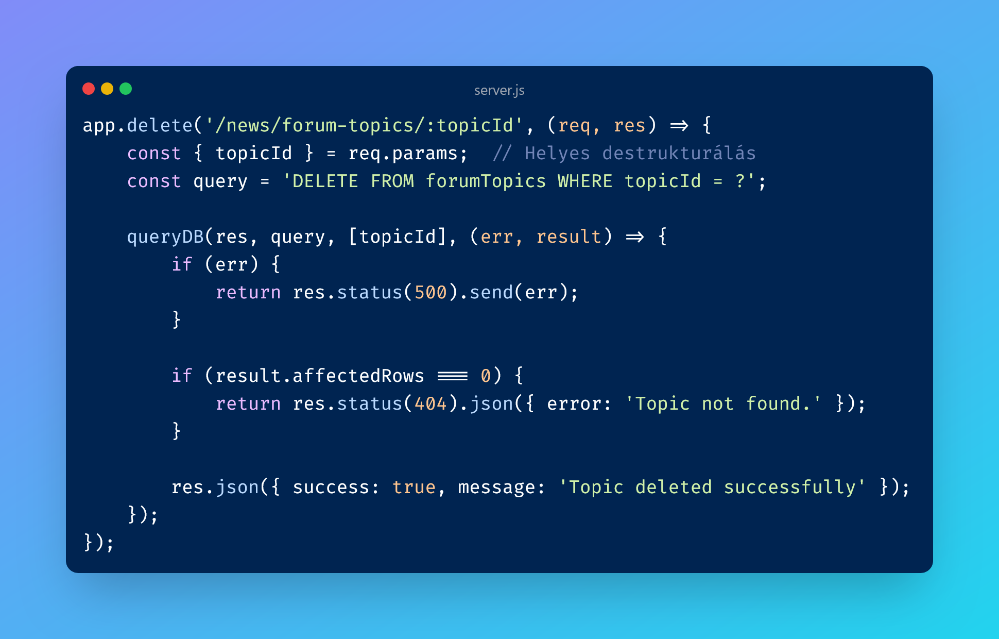 server.js
app.delete('/news/forum-topics/:topicId', (req, res) => {
    const { topicId } = req.params;  // Helyes destrukturálás
    const query = 'DELETE FROM forumTopics WHERE topicId = ?';

    queryDB(res, query, [topicId], (err, result) => {
        if (err) {
            return res.status(500).send(err);
        }

        if (result.affectedRows === 0) {
            return res.status(404).json({ error: 'Topic not found.' });
        }

        res.json({ success: true, message: 'Topic deleted successfully' });
    });
});